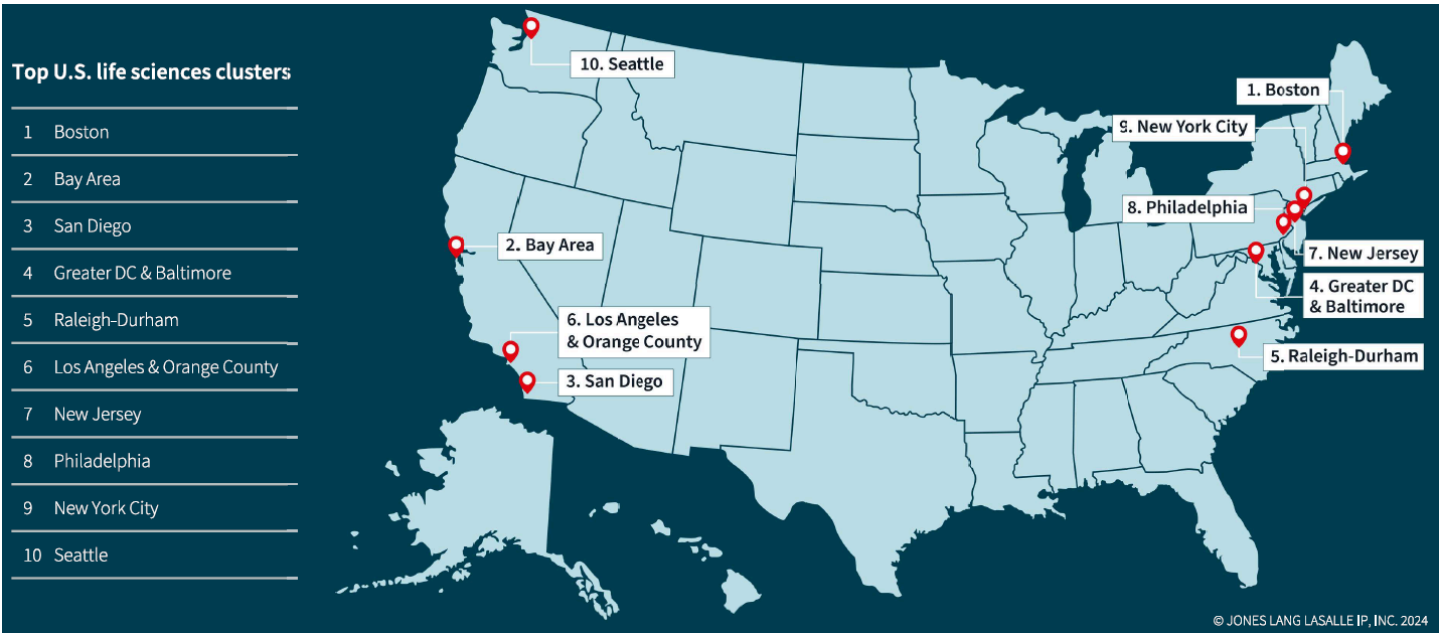 Top U.S. life sciences clusters
1 Boston
2 Bay Area
3 San Diego
4 Greater DC & Baltimore
5 Raleigh-Durham
6 Los Angeles & Orange County
7 New Jersey
8 Philadelphia
9 New York City
10 Seattle
10. Seattle
1. Boston
9. New York City
8. Philadelphia
2. Bay Area
7. New Jersey
4. Greater DC
& Baltimore
6. Los Angeles
& Orange County
5. Raleigh-Durham
3. San Diego
© JONES LANG LASALLE IP, INC. 2024